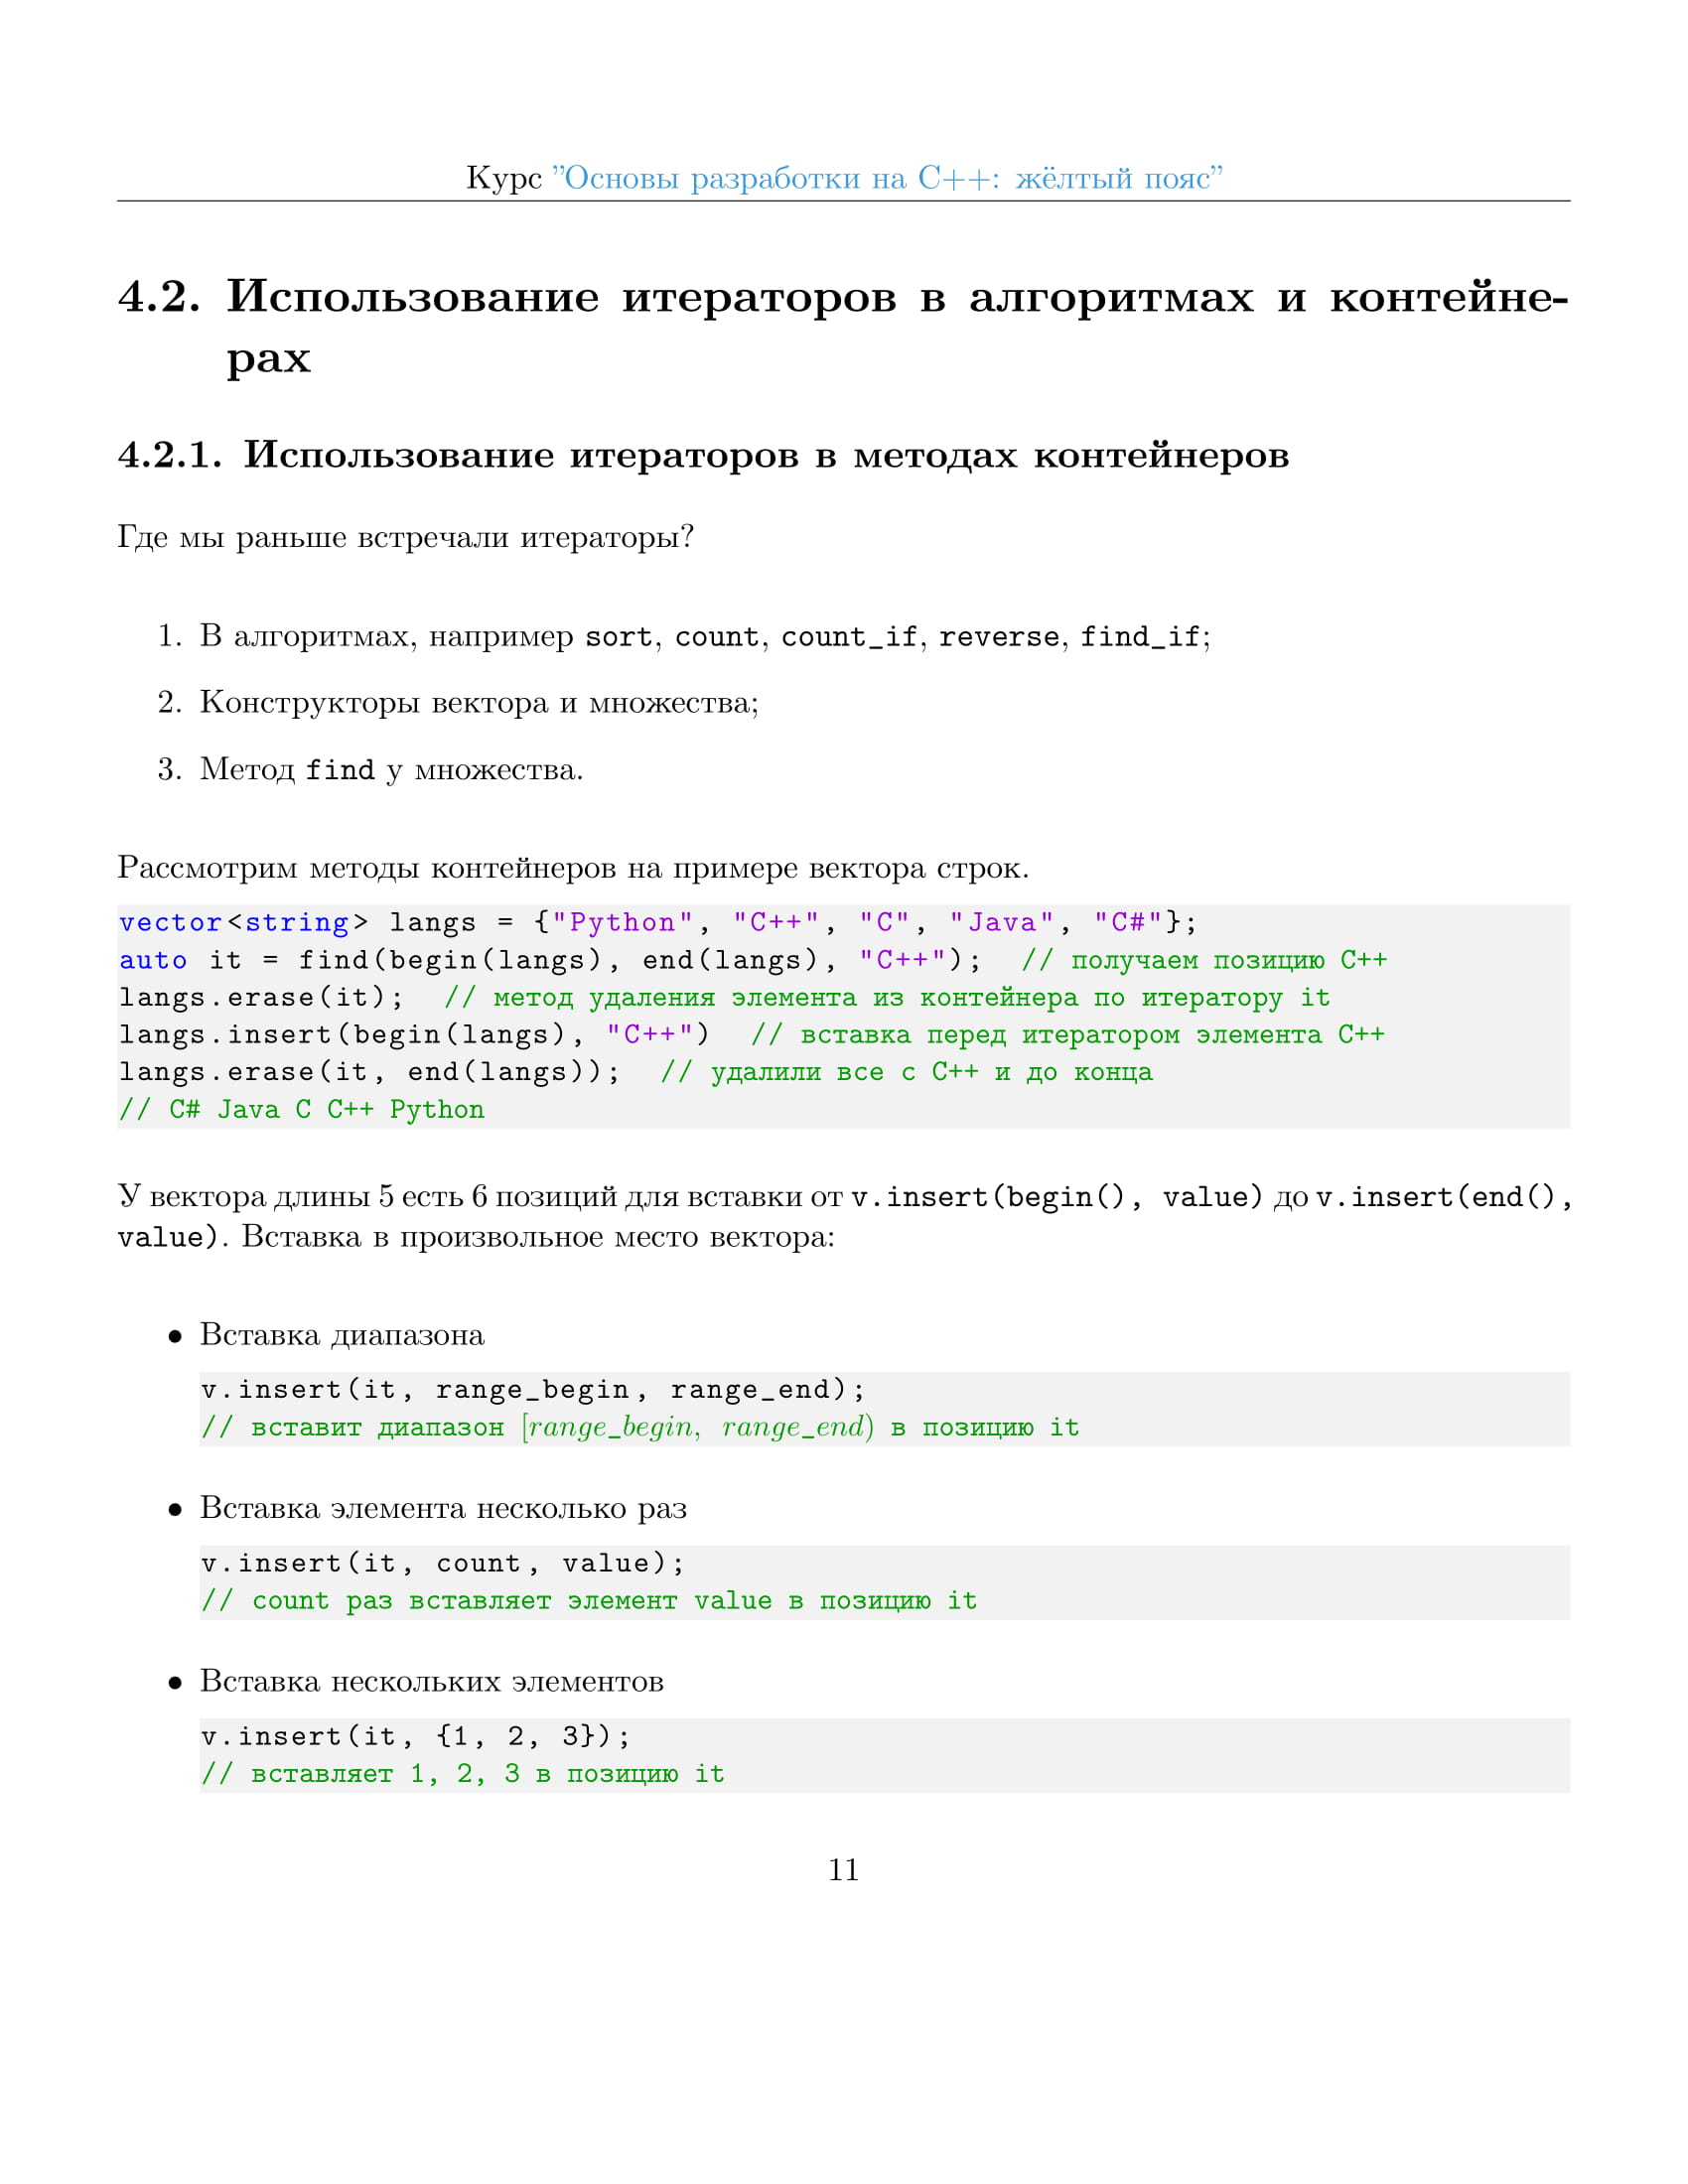 Курс ”Основы разработки на C++: жёлтый пояс”
4.2. Использование итераторов в алгоритмах и контейне-
рах
4.2.1. Использование итераторов в методах контейнеров
Где мы раньше встречали итераторы?
1. В алгоритмах, например sort, count, count_if, reverse, find_if;
2. Конструкторы вектора и множества;
3. Метод find у множества.
Рассмотрим методы контейнеров на примере вектора строк.
vector<string> langs = {"Python", "C++", "C", "Java", "C#"};
auto it = find(begin(langs), end(langs), "C++");  // получаем позицию C++
langs.erase(it);  // метод удаления элемента из контейнера по итератору it
langs.insert(begin(langs), "C++")  // вставка перед итератором элемента C++
langs.erase(it, end(langs));  // удалили все с C++ и до конца
// C# Java C C++ Python
У вектора длины 5 есть 6 позиций для вставки от v.insert(begin(), value) до v.insert(end(),
value). Вставка в произвольное место вектора:
• Вставка диапазона
v.insert(it, range_begin, range_end);
// вставит диапазон [range_begin, range_end) в позицию it
• Вставка элемента несколько раз
v.insert(it, count, value);
// count раз вставляет элемент value в позицию it
• Вставка нескольких элементов
v.insert(it, {1, 2, 3});
// вставляет 1, 2, 3 в позицию it
11